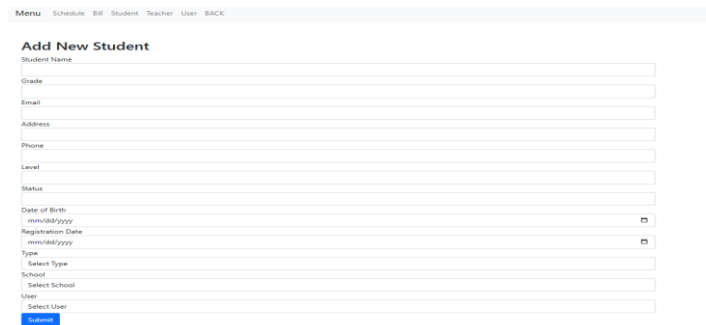 Menu Schedule Bill Student Teacher User BACK
Add New Student
Student Name
Grade
Email
Address
Phone
Level
Status
Date of Birth
mm/dd/yyyy
Registration Date
mm/dd/yyyy
Type
Select Type
School
Select School
User
Select User
Submit